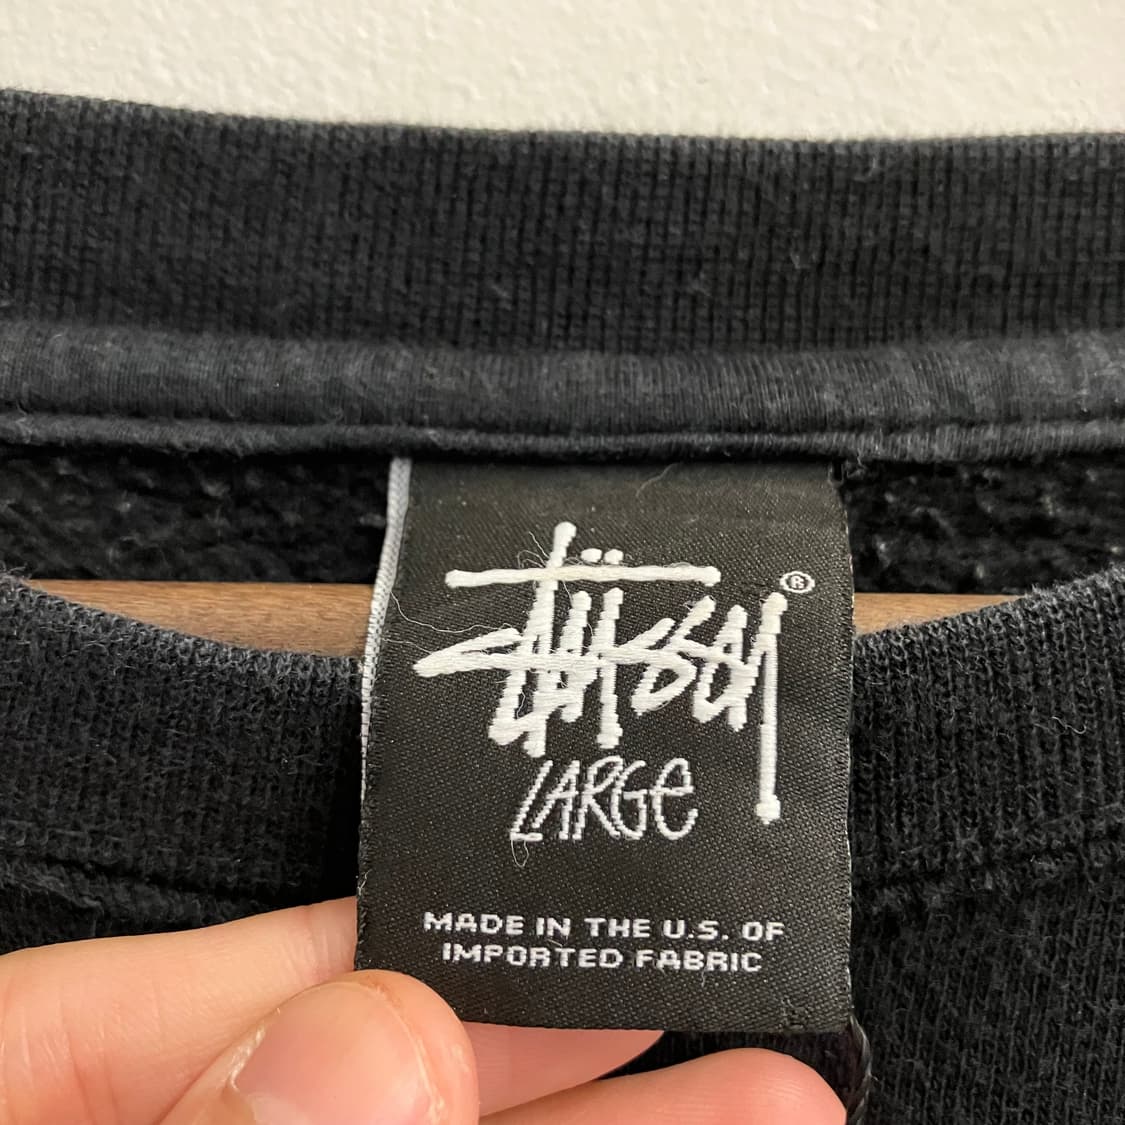 Stüssy ®
LARGe
MADE IN THE U.S. OF
IMPORTED FABRIC